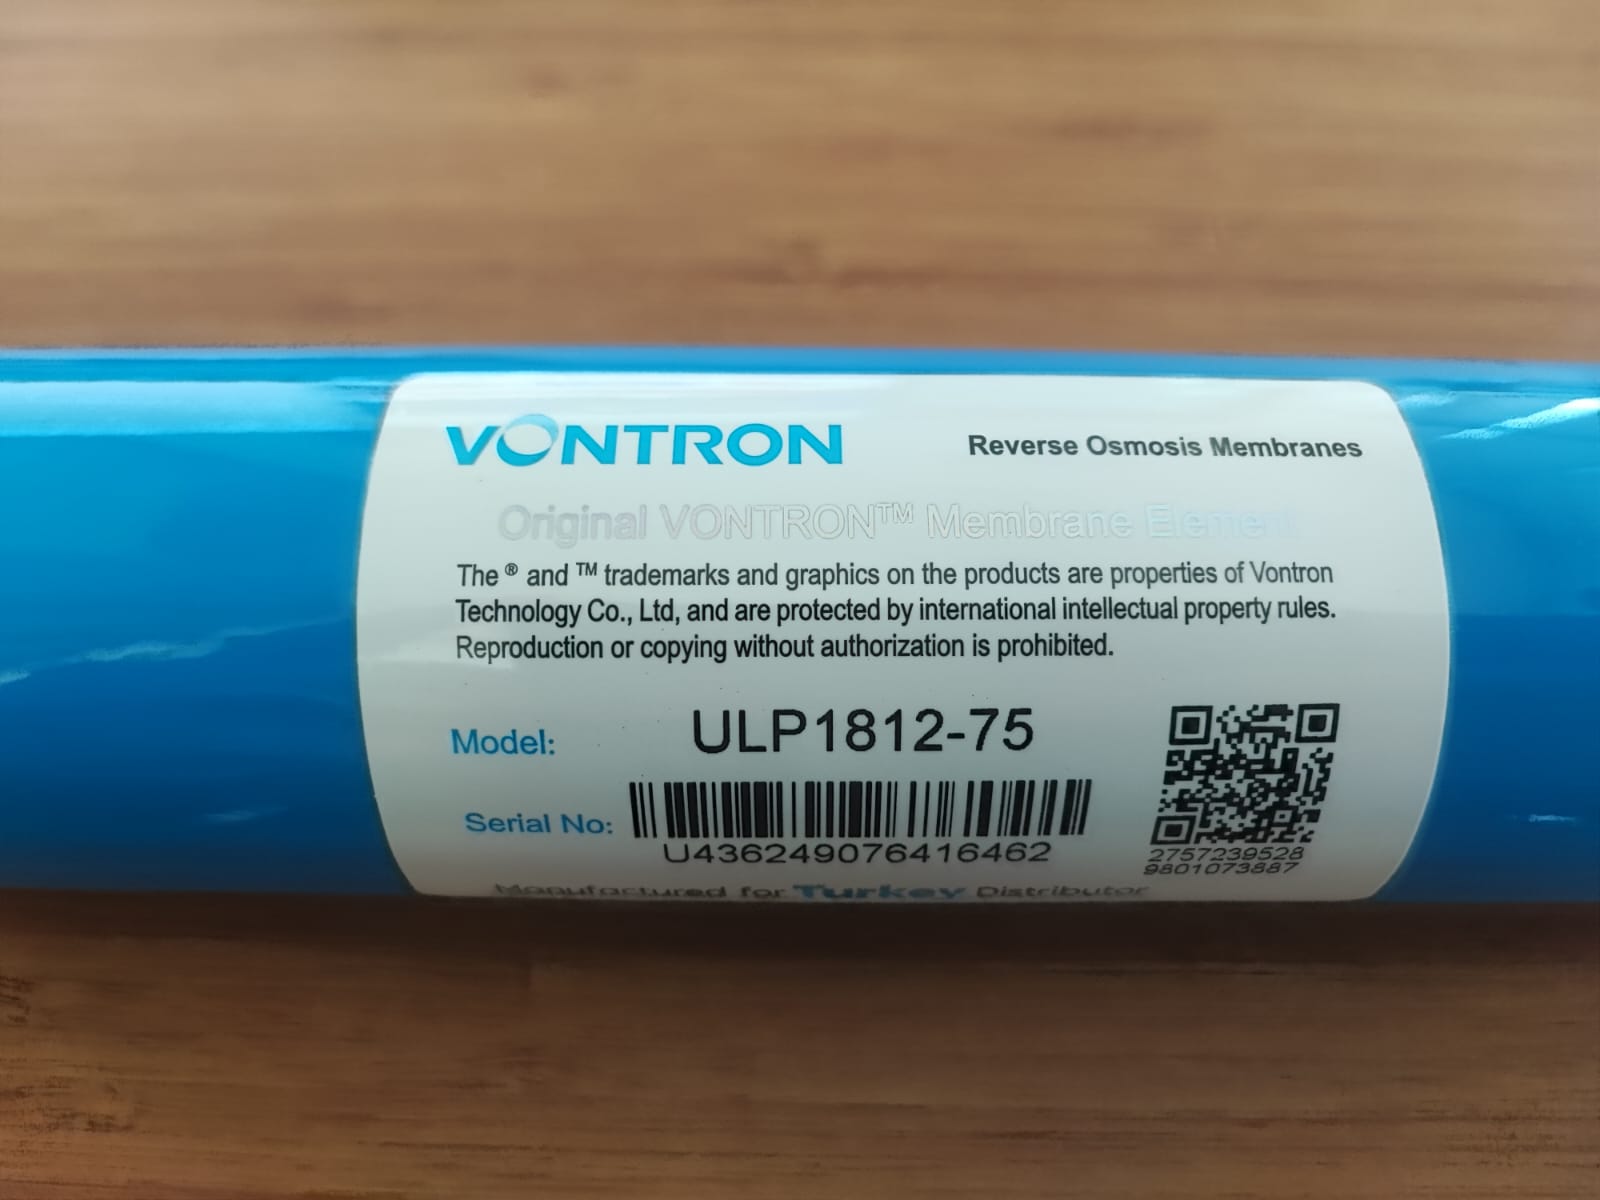 VONTRON
Reverse Osmosis Membranes
Original VONTRON™ Membrane Element
The ® and ™ trademarks and graphics on the products are properties of Vontron
Technology Co., Ltd, and are protected by international intellectual property rules.
Reproduction or copying without authorization is prohibited.
Model: ULP1812-75
Serial No:
U436249076416462
2757239528
9801073887
Manufactured for Turkey Distributor